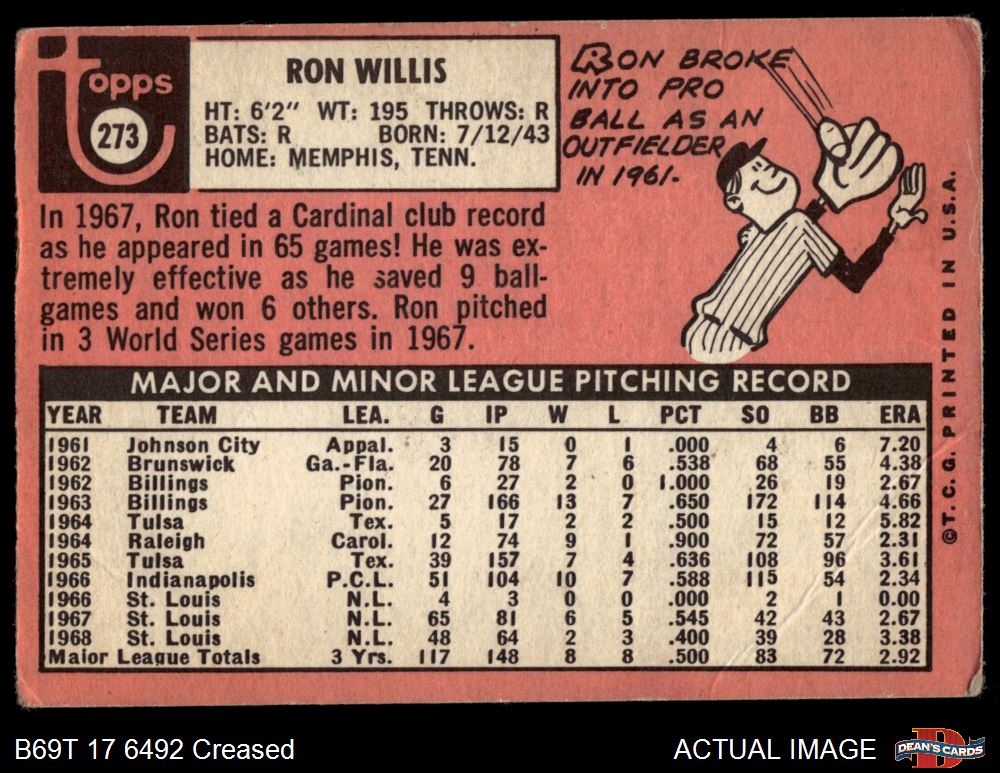 Topps
273
RON WILLIS
HT: 6'2" WT: 195 THROWS: R
BATS: R BORN: 7/12/43
HOME: MEMPHIS, TENN.
RON BROKE
INTO PRO
BALL AS AN
OUTFIELDER
IN 1961.
In 1967, Ron tied a Cardinal club record
as he appeared in 65 games! He was ex-
tremely effective as he saved 9 ball-
games and won 6 others. Ron pitched
in 3 World Series games in 1967.
MAJOR AND MINOR LEAGUE PITCHING RECORD
YEAR TEAM LEA. G IP W L PCT SO BB ERA
1961 Johnson City Appal. 3 15 0 1 .000 4 6 7.20
1962 Brunswick Ga.-Fla. 20 78 7 6 .538 68 55 4.38
1962 Billings Pion. 6 27 2 0 1.000 26 19 2.67
1963 Billings Pion. 27 166 13 7 .650 172 114 4.66
1964 Tulsa Tex. 5 17 2 2 .500 15 12 5.82
1964 Raleigh Carol. 12 74 9 1 .900 72 57 2.31
1965 Tulsa Tex. 39 157 7 4 .636 108 96 3.61
1966 Indianapolis P.C.L. 51 104 10 7 .588 115 54 2.34
1966 St. Louis N.L. 4 3 0 0 .000 2 1 0.00
1967 St. Louis N.L. 65 81 6 5 .545 42 43 2.67
1968 St. Louis N.L. 48 64 2 3 .400 39 28 3.38
Major League Totals 3 Yrs. 117 148 8 8 .500 83 72 2.92
©T.C.G. PRINTED IN U.S.A.
B69T 17 6492 Creased
ACTUAL IMAGE
DEAN'S CARDS